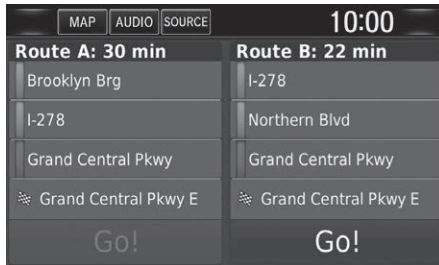 MAP AUDIO SOURCE 10:00
Route A: 30 min
Brooklyn Brg
I-278
Grand Central Pkwy
Grand Central Pkwy E
Go!
Route B: 22 min
I-278
Northern Blvd
Grand Central Pkwy
Grand Central Pkwy E
Go!